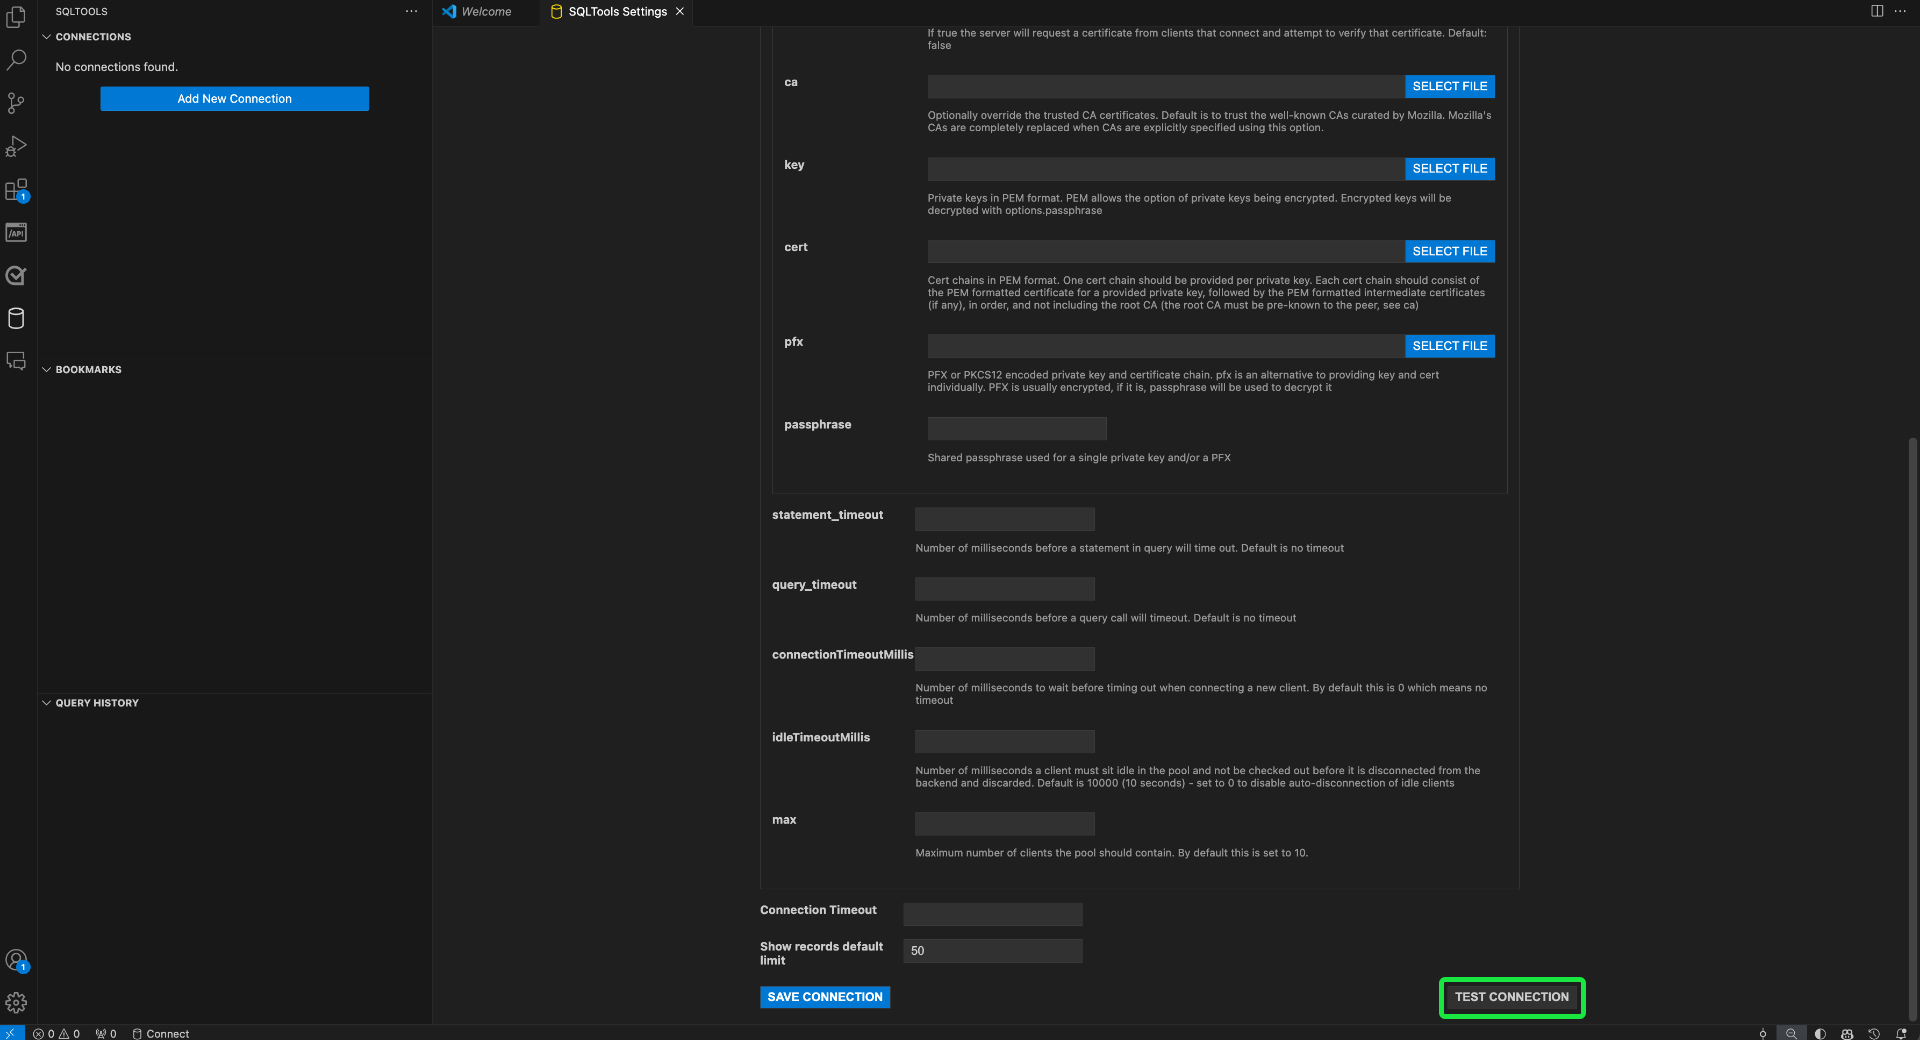 SQLTOOLS
CONNECTIONS
No connections found.
Add New Connection
1
/API
BOOKMARKS
QUERY HISTORY
1
Welcome
SQLTools Settings
If true the server will request a certificate from clients that connect and attempt to verify that certificate. Default:
false
ca
SELECT FILE
Optionally override the trusted CA certificates. Default is to trust the well-known CAs curated by Mozilla. Mozilla's
CAs are completely replaced when CAs are explicitly specified using this option.
key
SELECT FILE
Private keys in PEM format. PEM allows the option of private keys being encrypted. Encrypted keys will be
decrypted with options.passphrase
cert
SELECT FILE
Cert chains in PEM format. One cert chain should be provided per private key. Each cert chain should consist of
the PEM formatted certificate for a provided private key, followed by the PEM formatted intermediate certificates
(if any), in order, and not including the root CA (the root CA must be pre-known to the peer, see ca)
pfx
SELECT FILE
PFX or PKCS12 encoded private key and certificate chain. pfx is an alternative to providing key and cert
individually. PFX is usually encrypted, if it is, passphrase will be used to decrypt it
passphrase
Shared passphrase used for a single private key and/or a PFX
statement_timeout
Number of milliseconds before a statement in query will time out. Default is no timeout
query_timeout
Number of milliseconds before a query call will timeout. Default is no timeout
connectionTimeoutMillis
Number of milliseconds to wait before timing out when connecting a new client. By default this is 0 which means no
timeout
idleTimeoutMillis
Number of milliseconds a client must sit idle in the pool and not be checked out before it is disconnected from the
backend and discarded. Default is 10000 (10 seconds) - set to 0 to disable auto-disconnection of idle clients
max
Maximum number of clients the pool should contain. By default this is set to 10.
Connection Timeout
Show records default
limit
50
SAVE CONNECTION
TEST CONNECTION
0 0 0 Connect